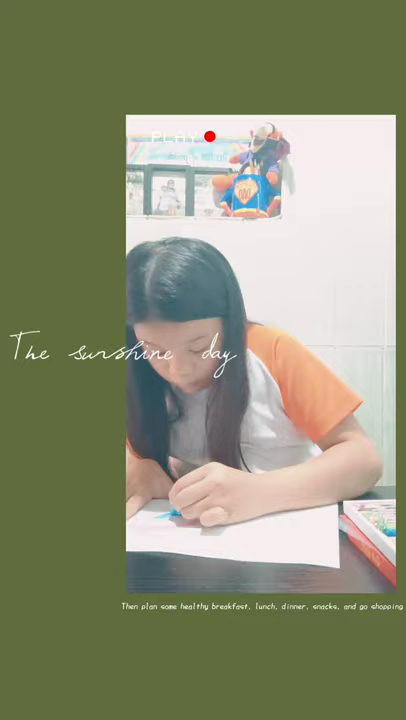 PLAY
The sunshine day
Then plan some healthy breakfast, lunch, dinner, snacks, and go shopping